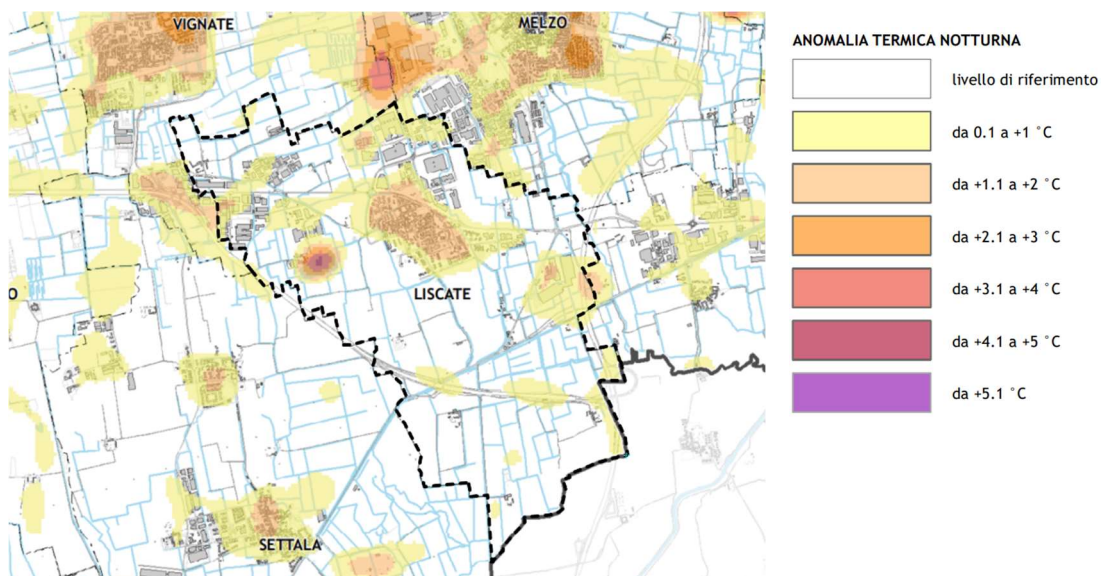 VIGNATE
MELZO
LISCATE
O
SETTALA
ANOMALIA TERMICA NOTTURNA
livello di riferimento
da 0.1 a +1 °C
da +1.1 a +2 °C
da +2.1 a +3 °C
da +3.1 a +4 °C
da +4.1 a +5 °C
da +5.1 °C